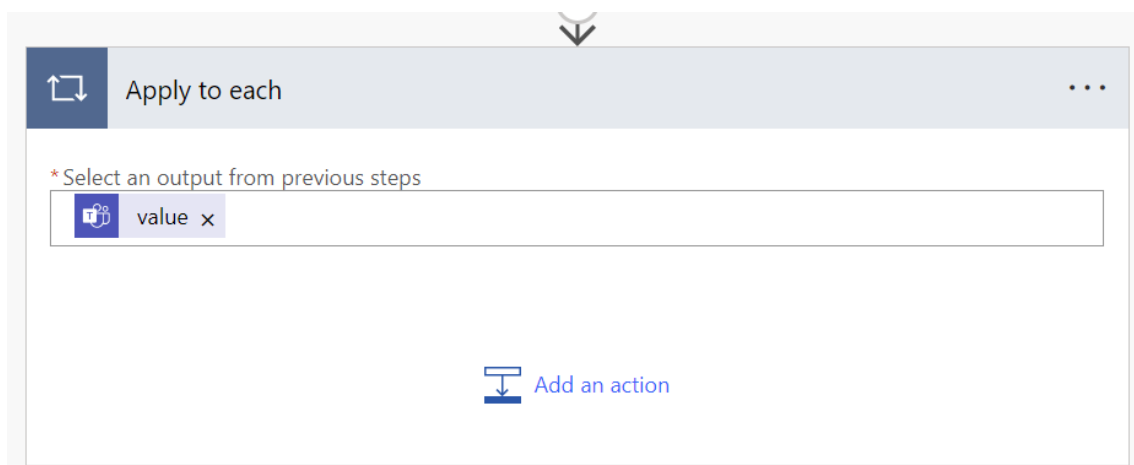 Apply to each
* Select an output from previous steps
value ×
Add an action